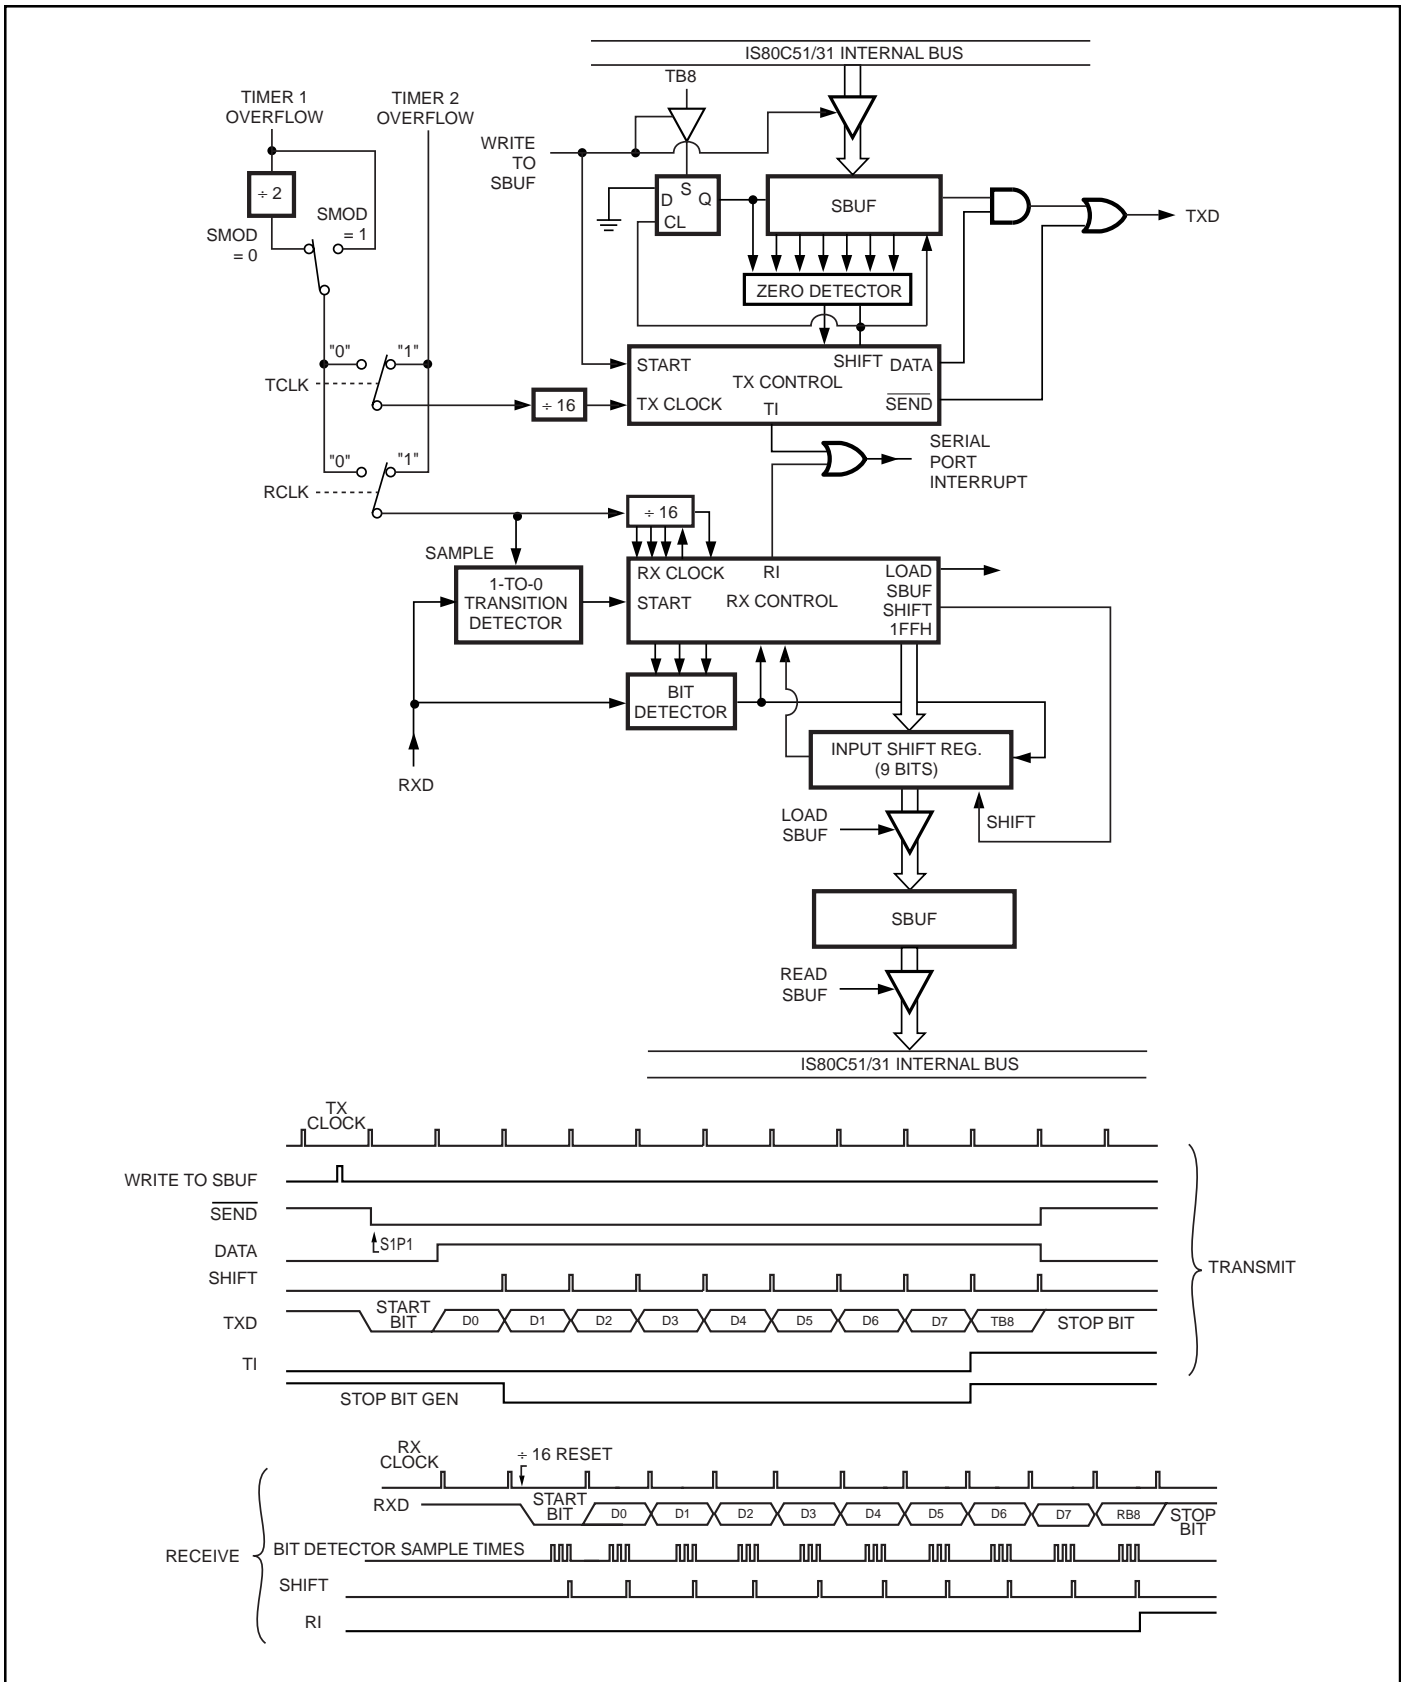 IS80C51/31 INTERNAL BUS
TB8
TIMER 1
OVERFLOW
TIMER 2
OVERFLOW
WRITE
TO
SBUF
÷ 2
SMOD
= 1
SMOD
= 0
S
D
Q
CL
SBUF
TXD
ZERO DETECTOR
"0"
"1"
TCLK
START
SHIFT
DATA
TX CONTROL
÷ 16
TX CLOCK
TI
SEND
"0"
"1"
RCLK
SERIAL
PORT
INTERRUPT
÷ 16
SAMPLE
1-TO-0
TRANSITION
DETECTOR
RX CLOCK
RI
LOAD
SBUF
START
RX CONTROL
SHIFT
1FFH
BIT
DETECTOR
RXD
INPUT SHIFT REG.
(9 BITS)
LOAD
SBUF
SHIFT
SBUF
READ
SBUF
IS80C51/31 INTERNAL BUS
TX
CLOCK
WRITE TO SBUF
SEND
S1P1
DATA
SHIFT
TRANSMIT
TXD
START
BIT
D0
D1
D2
D3
D4
D5
D6
D7
TB8
STOP BIT
TI
STOP BIT GEN
RX
CLOCK
÷ 16 RESET
RXD
START
BIT
D0
D1
D2
D3
D4
D5
D6
D7
RB8
STOP
BIT
RECEIVE
BIT DETECTOR SAMPLE TIMES
SHIFT
RI